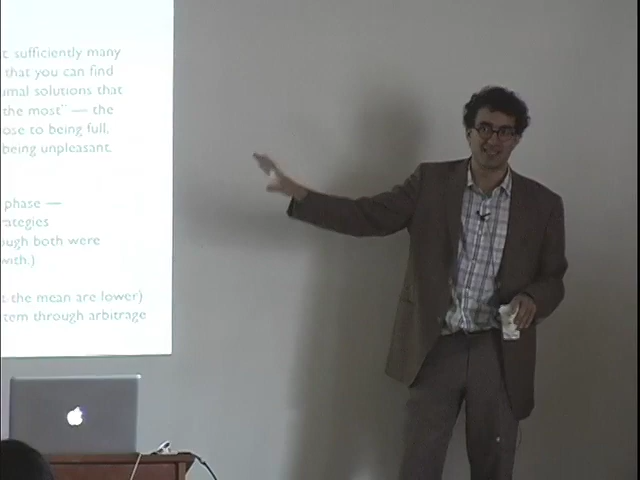 t sufficiently many
that you can find
imal solutions that
the most" — the
ose to being full,
being unpleasant.
phase —
rategies
ough both were
with.)
t the mean are lower)
tem through arbitrage